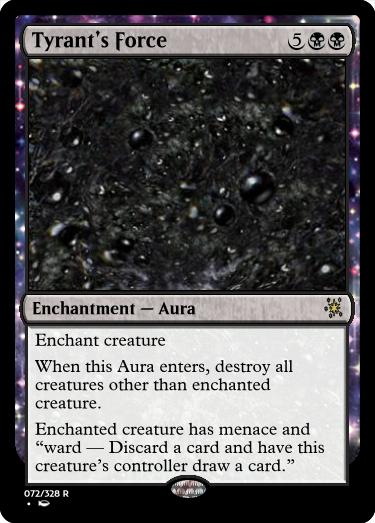 Tyrant's Force 5
Enchantment — Aura
Enchant creature
When this Aura enters, destroy all
creatures other than enchanted
creature.
Enchanted creature has menace and
“ward — Discard a card and have this
creature's controller draw a card.”
072/328 R